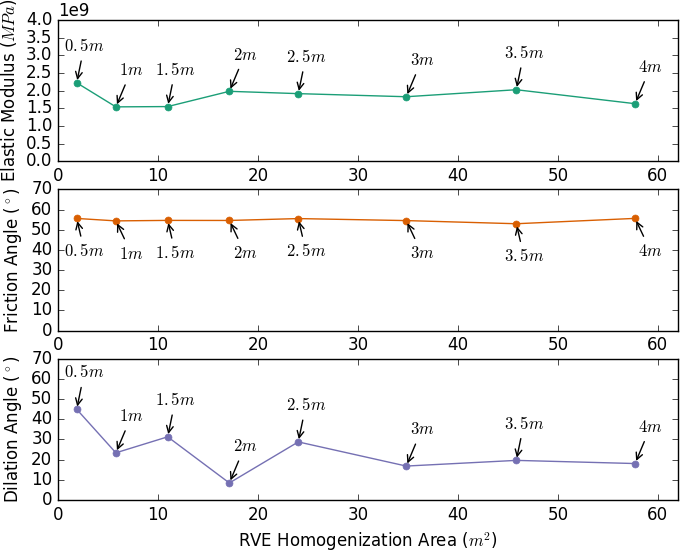 1e9
Elastic Modulus (MPa)
4.0
3.5
3.0
2.5
2.0
1.5
1.0
0.5
0.0
0.5m
1m
1.5m
2m
2.5m
3m
3.5m
4m
0 10 20 30 40 50 60
Friction Angle (°)
70
60
50
40
30
20
10
0
0.5m
1m
1.5m
2m
2.5m
3m
3.5m
4m
0 10 20 30 40 50 60
Dilation Angle (°)
70
60
50
40
30
20
10
0
0.5m
1m
1.5m
2m
2.5m
3m
3.5m
4m
0 10 20 30 40 50 60
RVE Homogenization Area (m²)